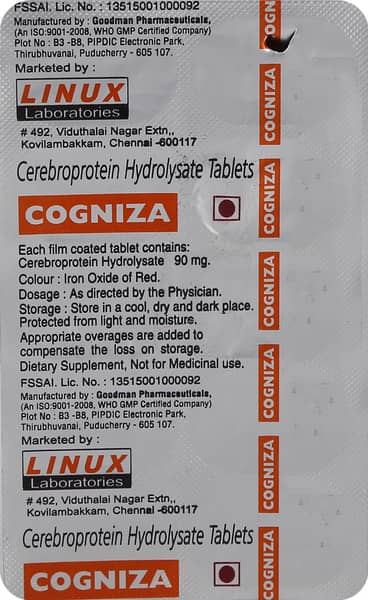 FSSAI. Lic. No. : 13515001000092
Manufactured by : Goodman Pharmaceuticals,
(An ISO:9001-2008, WHO GMP Certified Company)
Plot No : B3 -B8, PIPDIC Electronic Park,
Thirubhuvanai, Puducherry - 605 107.
Marketed by :
LINUX
Laboratories
# 492, Viduthalai Nagar Extn,,
Kovilambakkam, Chennai -600117
Cerebroprotein Hydrolysate Tablets
COGNIZA
Each film coated tablet contains:
Cerebroprotein Hydrolysate 90 mg.
Colour : Iron Oxide of Red.
Dosage : As directed by the Physician.
Storage : Store in a cool, dry and dark place.
Protected from light and moisture.
Appropriate overages are added to
compensate the loss on storage.
Dietary Supplement, Not for Medicinal use.
FSSAI. Lic. No. : 13515001000092
Manufactured by : Goodman Pharmaceuticals,
(An ISO:9001-2008, WHO GMP Certified Company)
Plot No : B3 -B8, PIPDIC Electronic Park,
Thirubhuvanai, Puducherry - 605 107.
Marketed by :
LINUX
Laboratories
# 492, Viduthalai Nagar Extn,,
Kovilambakkam, Chennai -600117
Cerebroprotein Hydrolysate Tablets
COGNIZA
COGNIZA
COGNIZA
COGNIZA
COGNIZA
COGNIZA
COGNIZA